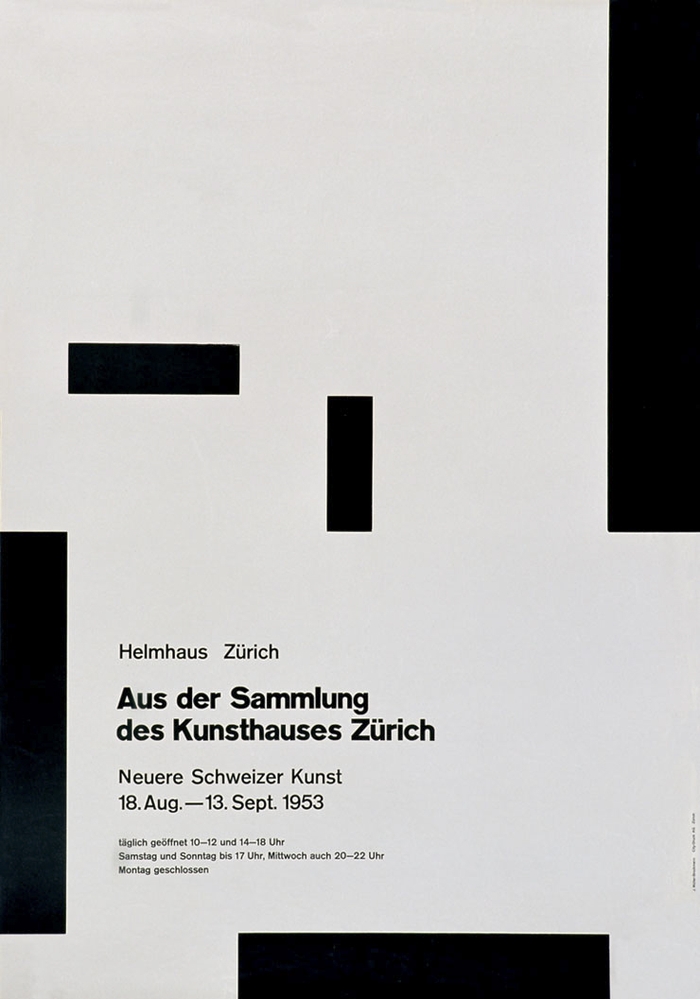 Helmhaus Zürich
Aus der Sammlung
des Kunsthauses Zürich
Neuere Schweizer Kunst
18. Aug.—13. Sept. 1953
täglich geöffnet 10—12 und 14—18 Uhr
Samstag und Sonntag bis 17 Uhr, Mittwoch auch 20—22 Uhr
Montag geschlossen